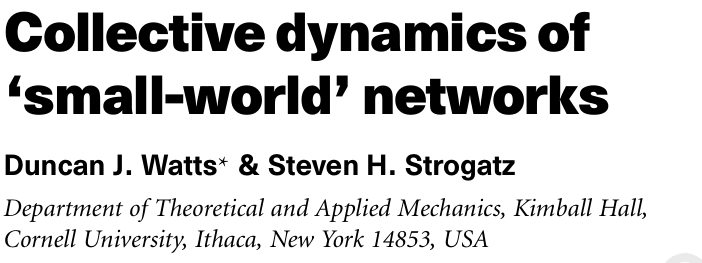 Collective dynamics of
‘small-world’ networks
Duncan J. Watts* & Steven H. Strogatz
Department of Theoretical and Applied Mechanics, Kimball Hall,
Cornell University, Ithaca, New York 14853, USA